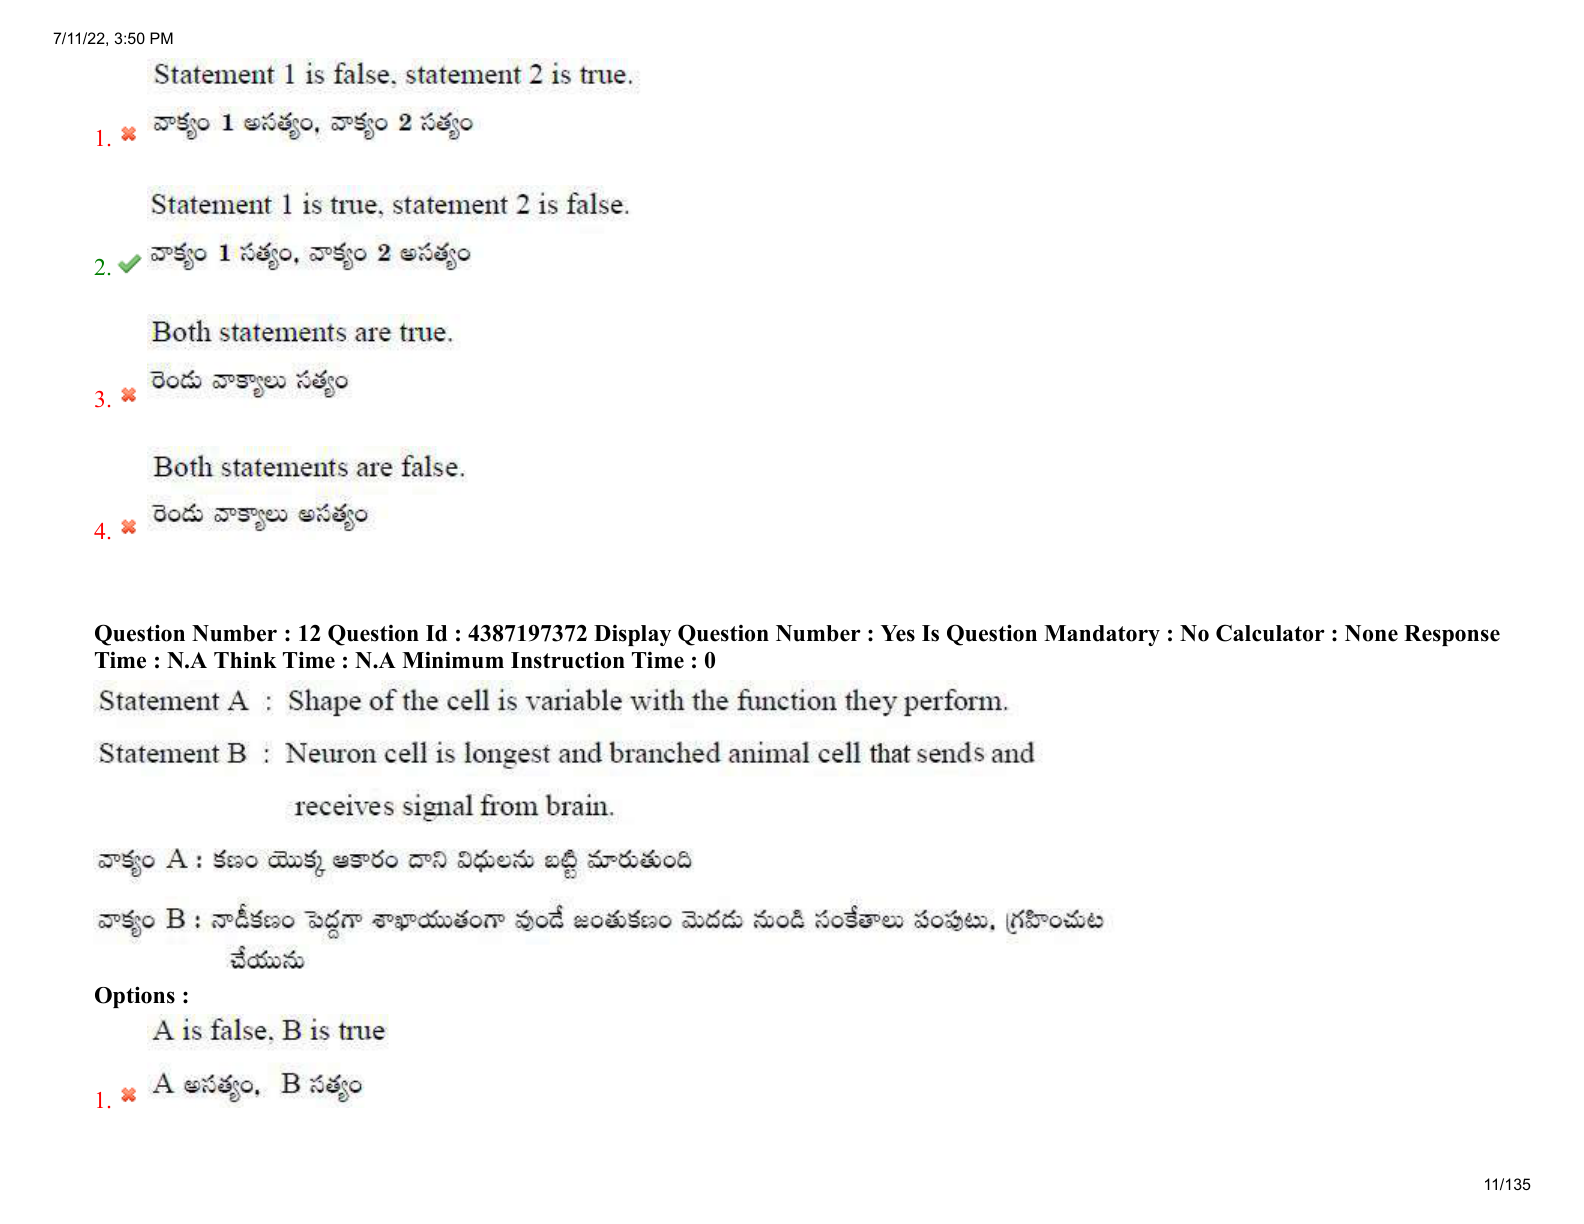 7/11/22, 3:50 PM
Statement 1 is false, statement 2 is true.
వాక్యం 1 అసత్యం, వాక్యం 2 సత్యం
1.
Statement 1 is true, statement 2 is false.
వాక్యం 1 సత్యం, వాక్యం 2 అసత్యం
2.
Both statements are true.
రెండు వాక్యాలు సత్యం
3.
Both statements are false.
రెండు వాక్యాలు అసత్యం
4.
Question Number : 12 Question Id : 4387197372 Display Question Number : Yes Is Question Mandatory : No Calculator : None Response
Time : N.A Think Time : N.A Minimum Instruction Time : 0
Statement A : Shape of the cell is variable with the function they perform.
Statement B : Neuron cell is longest and branched animal cell that sends and
receives signal from brain.
వాక్యం A : కణం యొక్క ఆకారం దాని విధులను బట్టి మారుతుంది
వాక్యం B : నాడీకణం పెద్దగా శాఖాయుతంగా వుండే జంతుకణం మెదడు నుండి సంకేతాలు పంపుటు, గ్రహించుట
చేయును
Options :
A is false, B is true
A అసత్యం, B సత్యం
1.
11/135